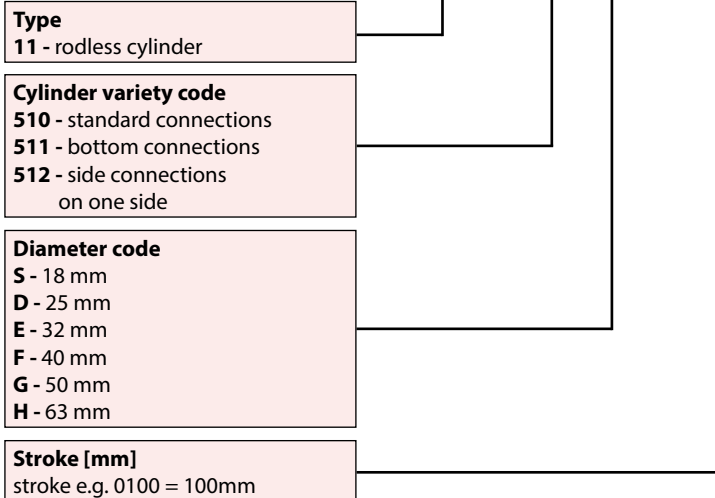 Type
11 - rodless cylinder
Cylinder variety code
510 - standard connections
511 - bottom connections
512 - side connections
on one side
Diameter code
S - 18 mm
D - 25 mm
E - 32 mm
F - 40 mm
G - 50 mm
H - 63 mm
Stroke [mm]
stroke e.g. 0100 = 100mm